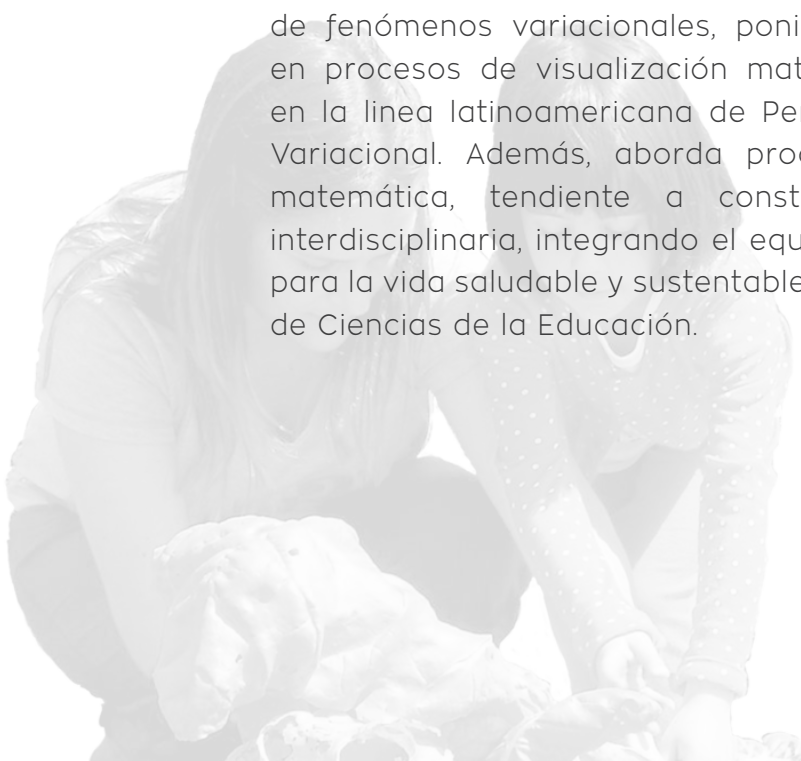 de fenómenos variacionales, poni
en procesos de visualización mat
en la linea latinoamericana de Pe
Variacional. Además, aborda pro
matemática, tendiente a const
interdisciplinaria, integrando el equ
para la vida saludable y sustentable
de Ciencias de la Educación.